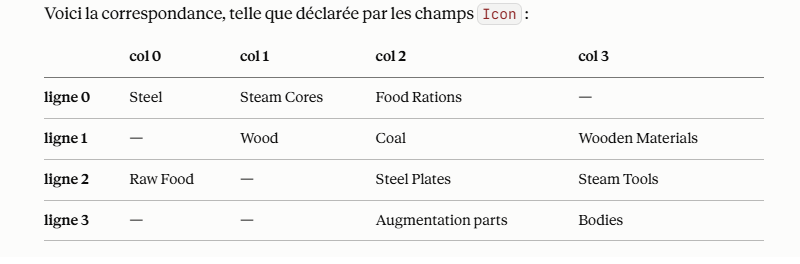 Voici la correspondance, telle que déclarée par les champs Icon :
col 0 col 1 col 2 col 3
ligne 0 Steel Steam Cores Food Rations —
ligne 1 — Wood Coal Wooden Materials
ligne 2 Raw Food — Steel Plates Steam Tools
ligne 3 — — Augmentation parts Bodies